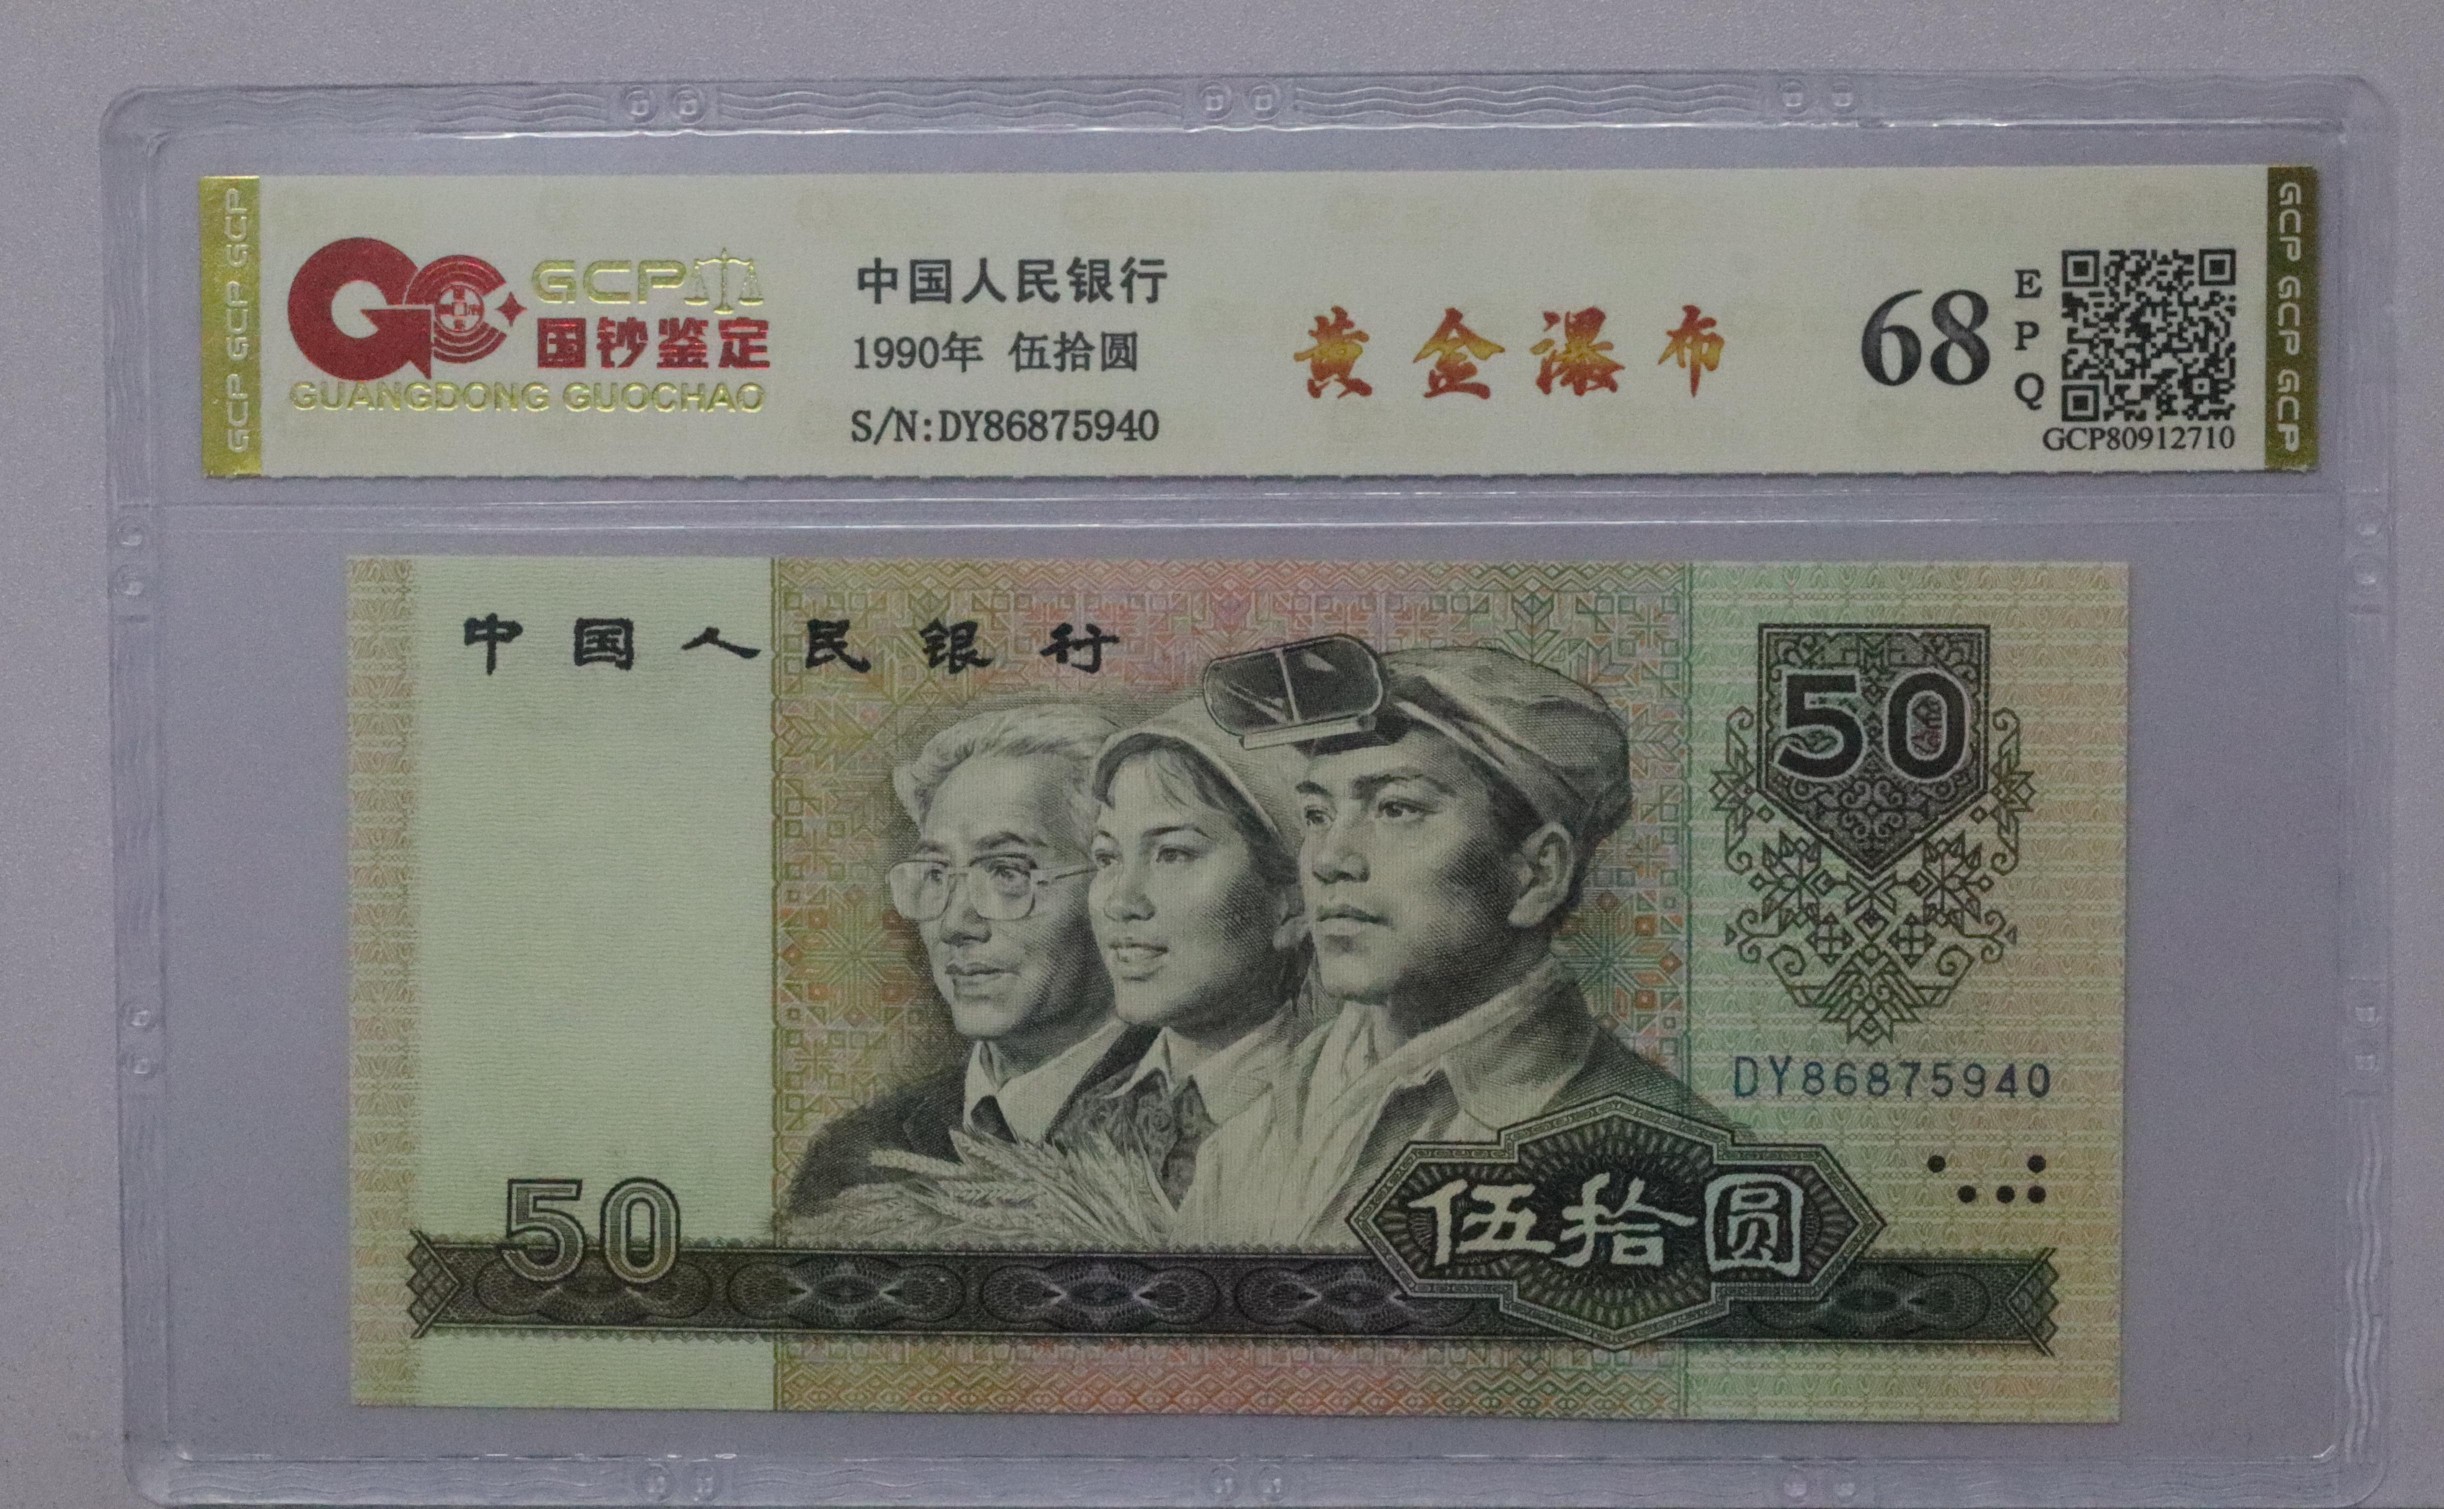 GCP GCP GCP
GCP
国钞鉴定
GUANGDONG GUOCHAO
中国人民银行
1990年 伍拾圆
S/N:DY86875940
黄金瀑布
68
EPQ
GCP80912710
GCP GCP GCP
中国人民银行
50
DY86875940
50
伍拾圆